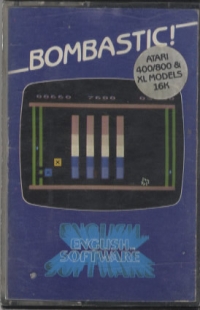 BOMBASTIC!
ATARI
400/800 &
XL MODELS
16K
ENGLISH
SOFTWARE